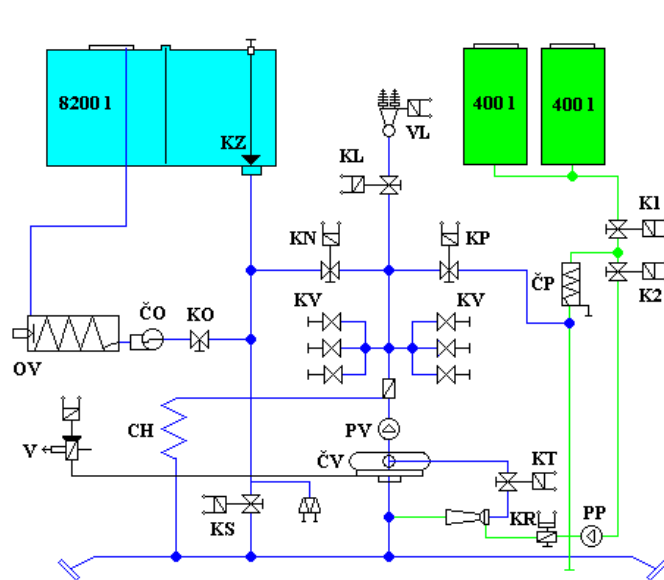 8200 l
400 l
400 l
KZ
VL
KL
K1
KN
KP
ČP
K2
KV
KV
ČO
KO
OV
CH
PV
V
ČV
KT
KS
KR
PP